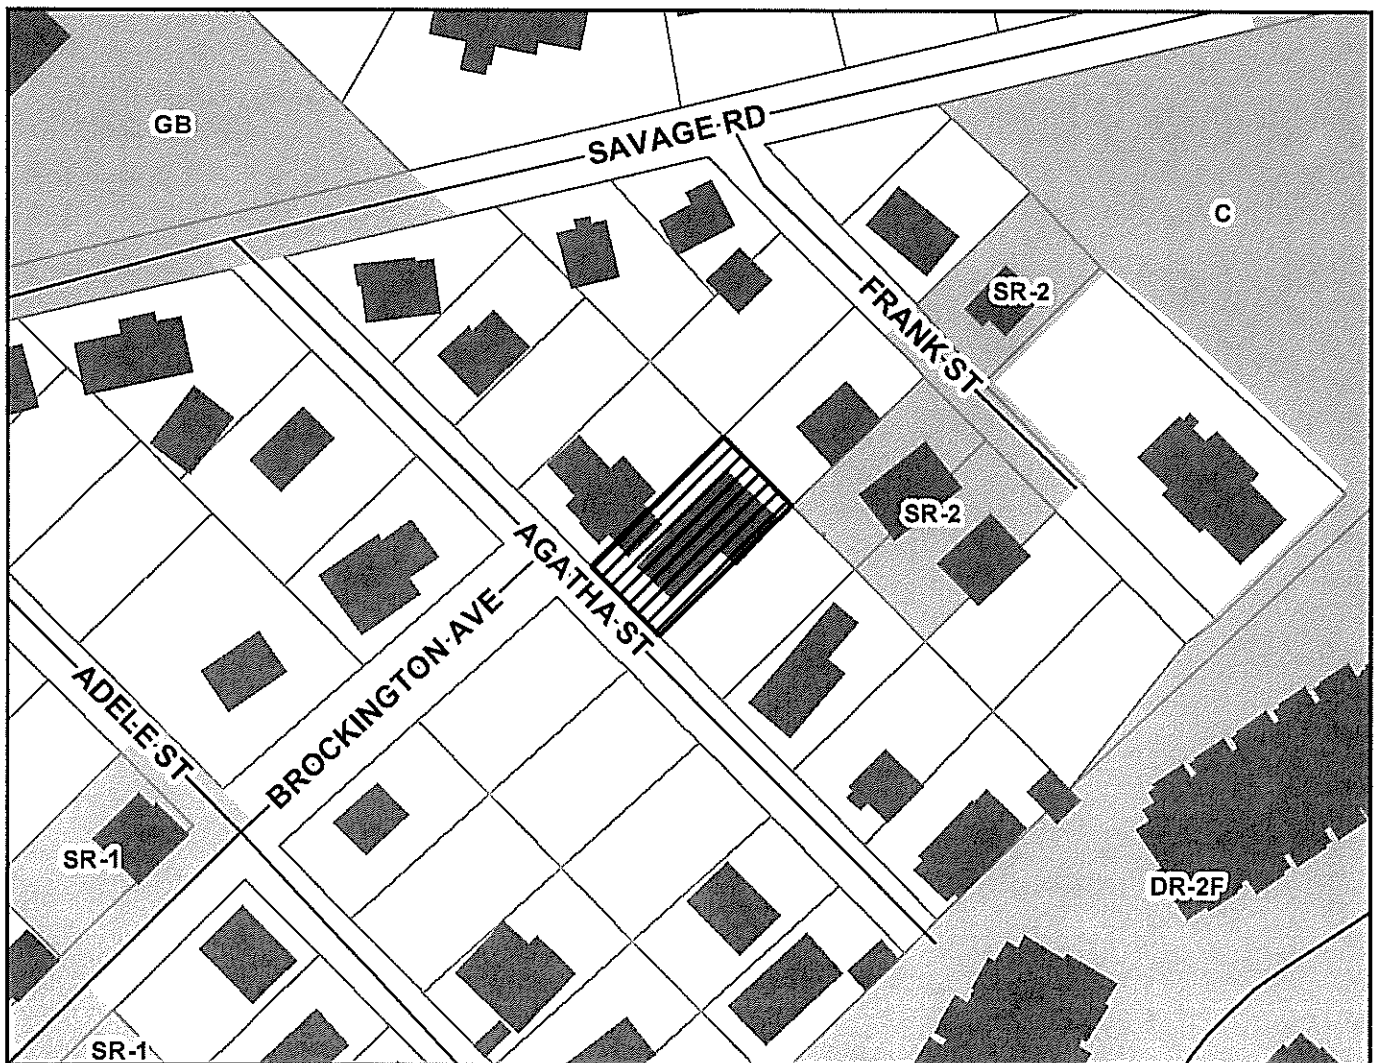 GB
SAVAGE RD
C
SR-2
FRANK ST
SR-2
AGATHA ST
BROCKINGTON AVE
ADELE ST
SR-1
DR-2F
SR-1